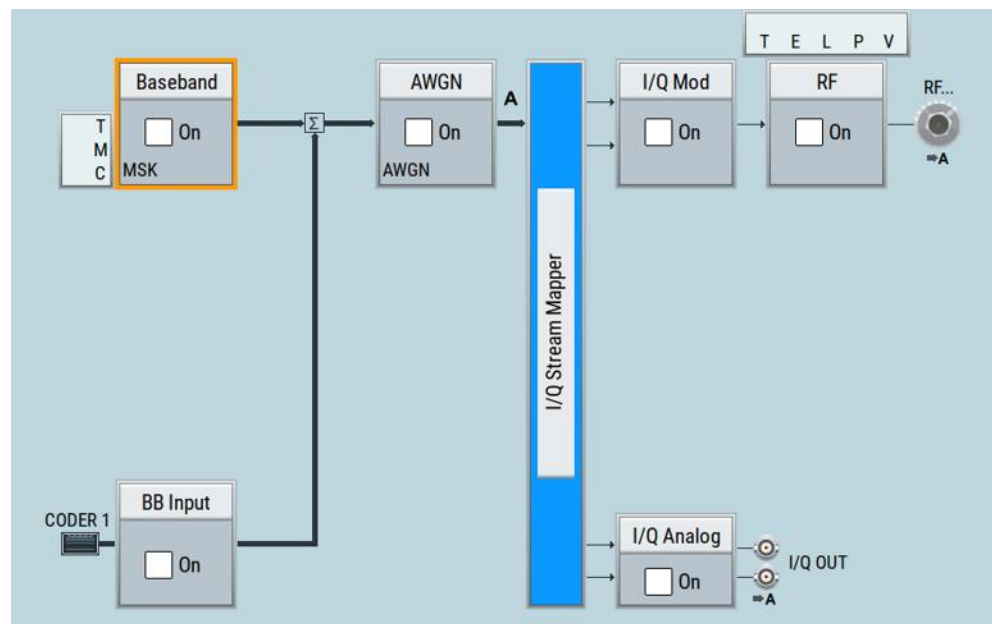 T E L P V
Baseband
On
MSK
T
M
C
Σ
AWGN
On
AWGN
A
I/Q Stream Mapper
I/Q Mod
On
RF
On
RF...
➡A
CODER 1
BB Input
On
I/Q Analog
On
I/Q OUT
➡A